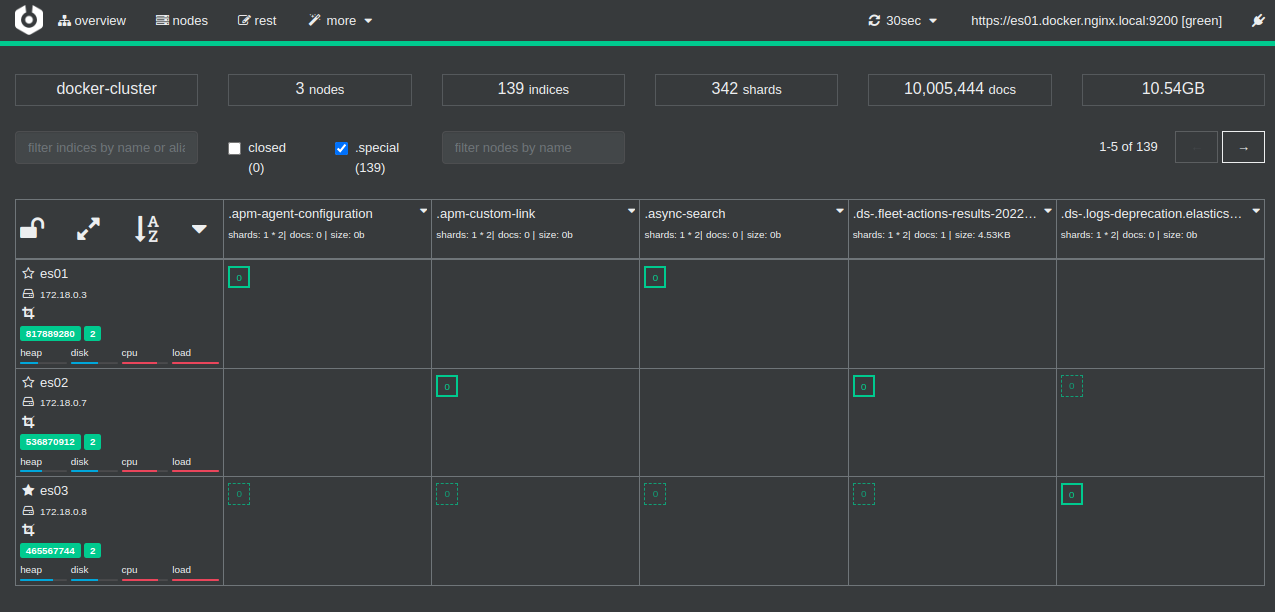 overview nodes rest more 30sec https://es01.docker.nginx.local:9200 [green]
docker-cluster 3 nodes 139 indices 342 shards 10,005,444 docs 10.54GB
filter indices by name or alia closed (0) .special (139) filter nodes by name 1-5 of 139 ← →
.apm-agent-configuration .apm-custom-link .async-search .ds-.fleet-actions-results-2022… .ds-.logs-deprecation.elastics…
shards: 1 * 2| docs: 0 | size: 0b shards: 1 * 2| docs: 0 | size: 0b shards: 1 * 2| docs: 0 | size: 0b shards: 1 * 2| docs: 1 | size: 4.53KB shards: 1 * 2| docs: 0 | size: 0b
A
Z
es01 0 0
172.18.0.3
817889280 2
heap disk cpu load
es02 0 0 0
172.18.0.7
536870912 2
heap disk cpu load
es03 0 0 0 0 0
172.18.0.8
465567744 2
heap disk cpu load